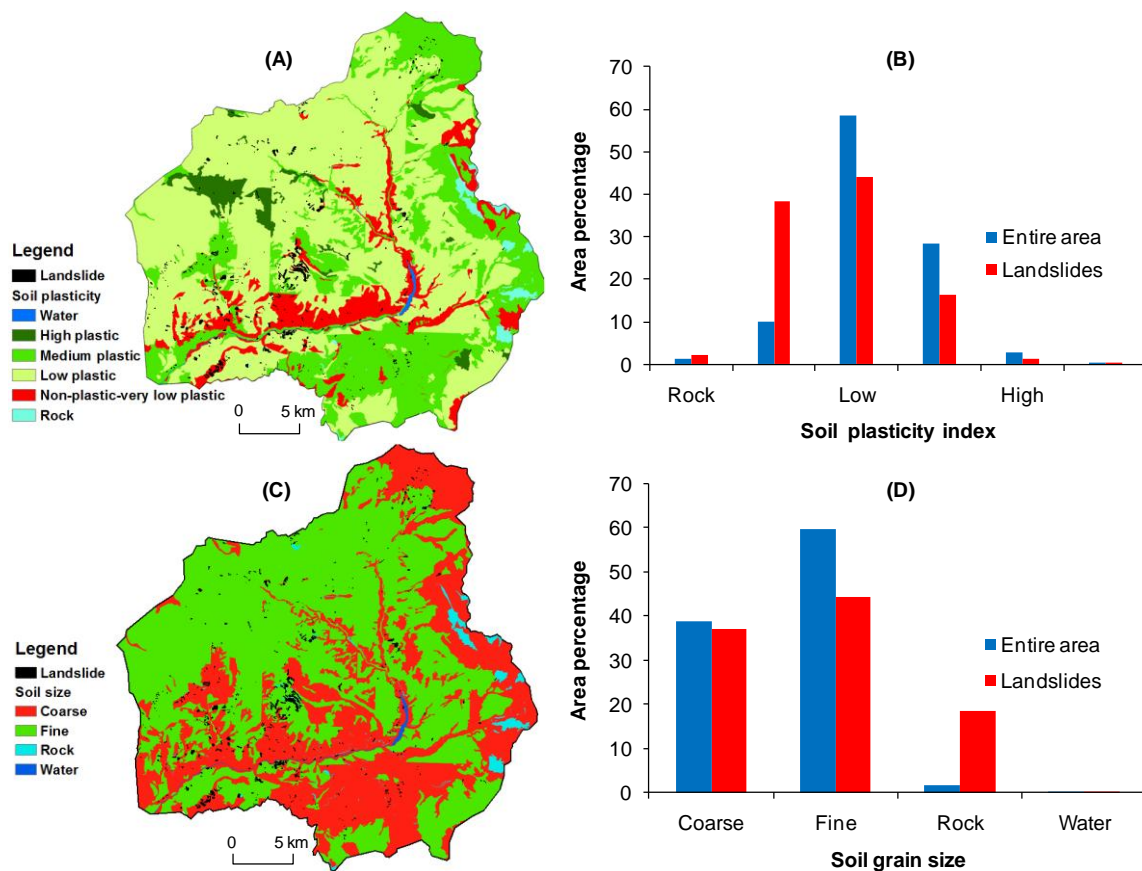 (A)
Legend
Landslide
Soil plasticity
Water
High plastic
Medium plastic
Low plastic
Non-plastic-very low plastic
Rock
0 5 km
(B)
70
60
50
40
30
20
10
0
Area percentage
Entire area
Landslides
Rock Low High
Soil plasticity index
(C)
Legend
Landslide
Soil size
Coarse
Fine
Rock
Water
0 5 km
(D)
70
60
50
40
30
20
10
0
Area percentage
Entire area
Landslides
Coarse Fine Rock Water
Soil grain size